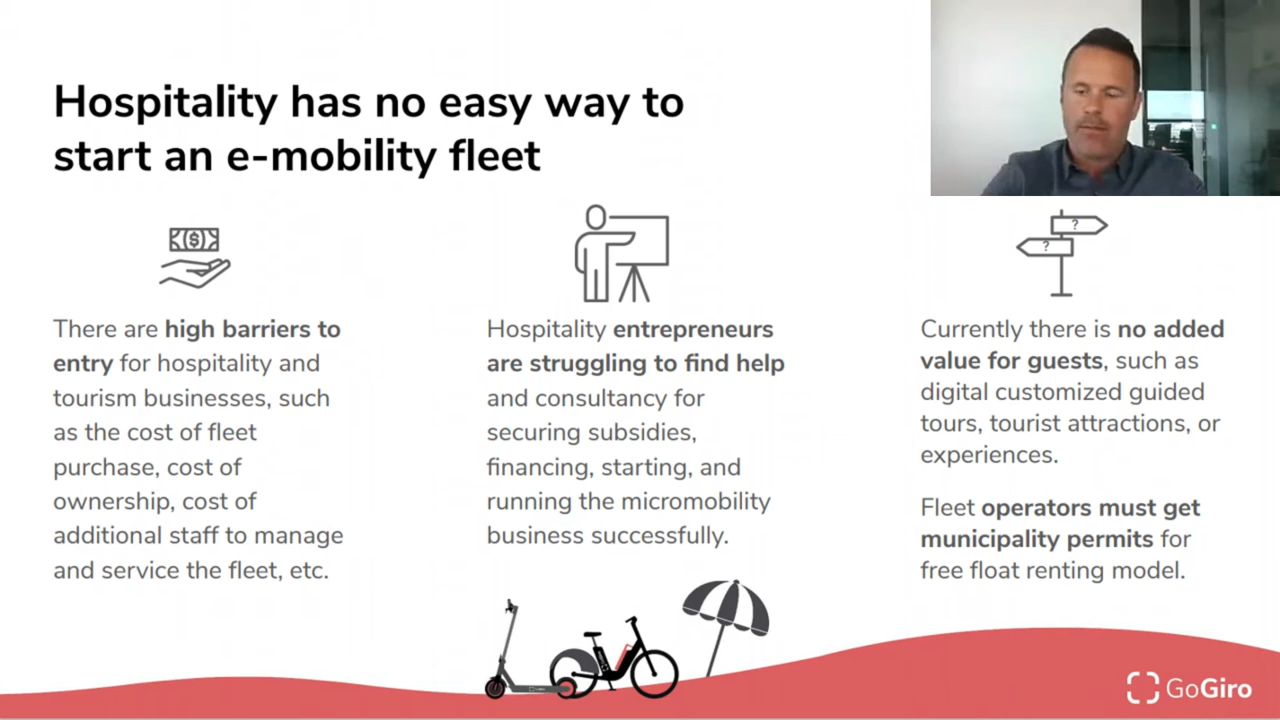 Hospitality has no easy way to
start an e-mobility fleet
There are high barriers to
entry for hospitality and
tourism businesses, such
as the cost of fleet
purchase, cost of
ownership, cost of
additional staff to manage
and service the fleet, etc.
Hospitality entrepreneurs
are struggling to find help
and consultancy for
securing subsidies,
financing, starting, and
running the micromobility
business successfully.
? 
?
Currently there is no added
value for guests, such as
digital customized guided
tours, tourist attractions, or
experiences.
Fleet operators must get
municipality permits for
free float renting model.
GoGiro